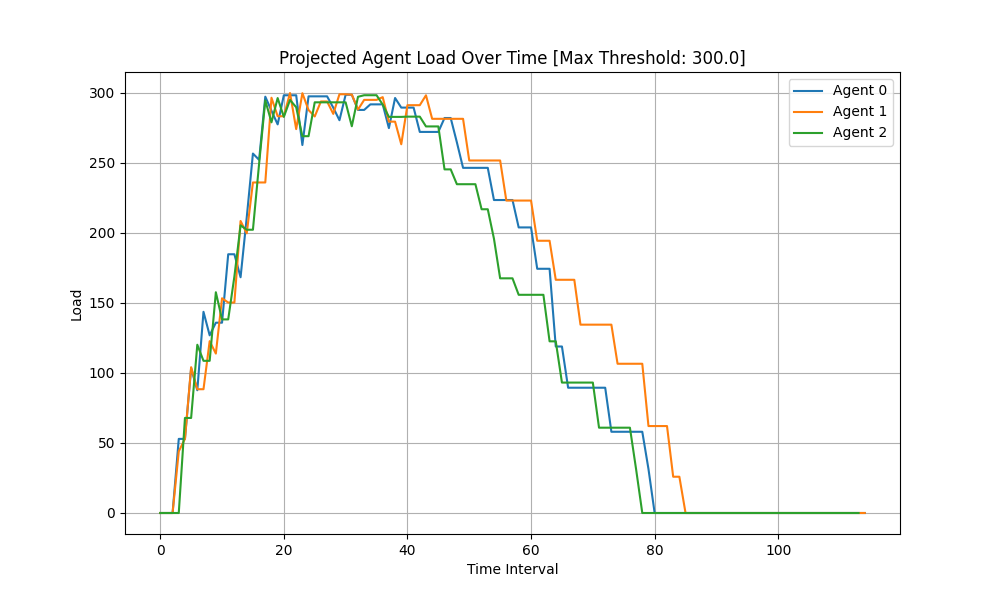 Projected Agent Load Over Time [Max Threshold: 300.0]
Agent 0
Agent 1
Agent 2
Load
300
250
200
150
100
50
0
0 20 40 60 80 100
Time Interval